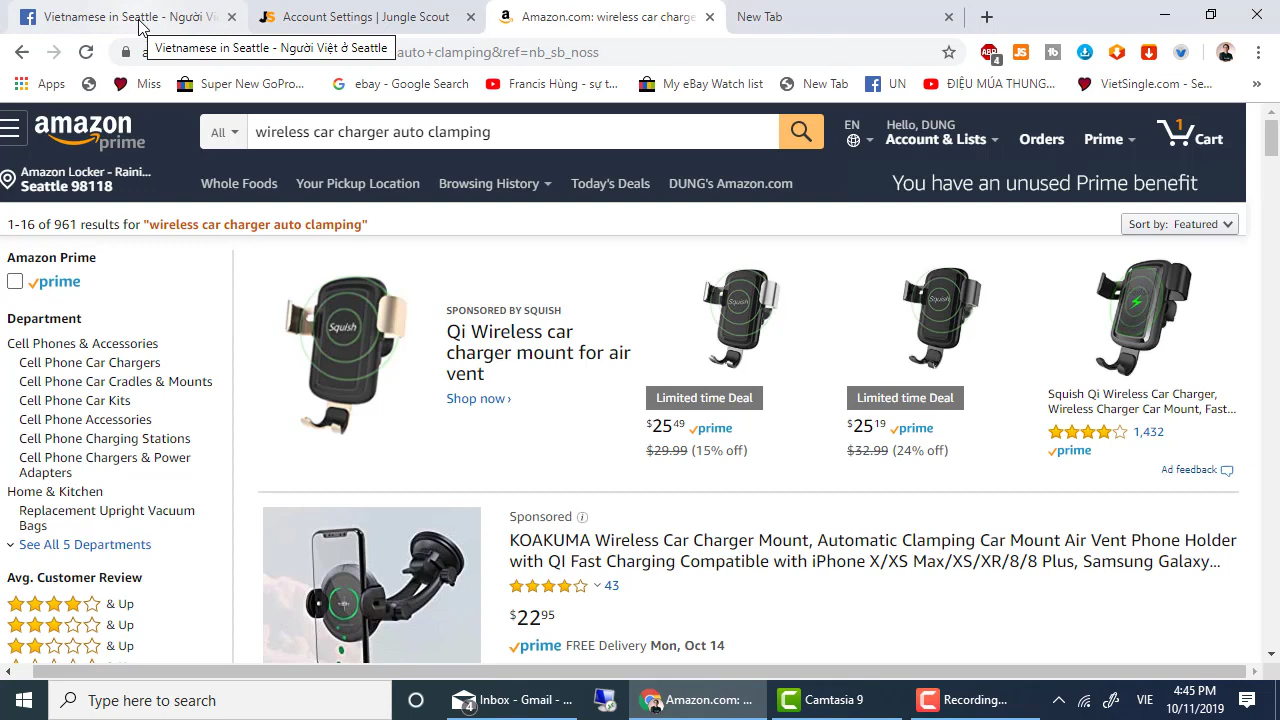 Vietnamese in Seattle - Người Vi
Account Settings | Jungle Scout
Amazon.com: wireless car charge
New Tab
Vietnamese in Seattle - Người Việt ở Seattle
auto+clamping&ref=nb_sb_noss
4
Apps
Miss
Super New GoPro...
ebay - Google Search
Francis Hùng - sự t...
My eBay Watch list
New Tab
UN
ĐIỆU MÚA THUNG...
VietSingle.com - Se...
amazon
prime
All
wireless car charger auto clamping
EN
Hello, DUNG
Account & Lists
Orders
Prime
1
Cart
Amazon Locker - Raini...
Seattle 98118
Whole Foods
Your Pickup Location
Browsing History
Today's Deals
DUNG's Amazon.com
You have an unused Prime benefit
1-16 of 961 results for "wireless car charger auto clamping"
Sort by: Featured
Amazon Prime
prime
Department
Cell Phones & Accessories
Cell Phone Car Chargers
Cell Phone Car Cradles & Mounts
Cell Phone Car Kits
Cell Phone Accessories
Cell Phone Charging Stations
Cell Phone Chargers & Power
Adapters
Home & Kitchen
Replacement Upright Vacuum
Bags
See All 5 Departments
Avg. Customer Review
& Up
& Up
& Up
Squish
SPONSORED BY SQUISH
Qi Wireless car
charger mount for air
vent
Shop now
Squish
Limited time Deal
$25 49 prime
$29.99 (15% off)
Squish
Limited time Deal
$25 19 prime
$32.99 (24% off)
Squish Qi Wireless Car Charger,
Wireless Charger Car Mount, Fast...
1,432
prime
Ad feedback
Sponsored
KOAKUMA Wireless Car Charger Mount, Automatic Clamping Car Mount Air Vent Phone Holder
with QI Fast Charging Compatible with iPhone X/XS Max/XS/XR/8/8 Plus, Samsung Galaxy...
43
$22 95
prime FREE Delivery Mon, Oct 14
Type here to search
4
Inbox - Gmail - ...
Amazon.com: ...
Camtasia 9
Recording...
VIE
4:45 PM
10/11/2019